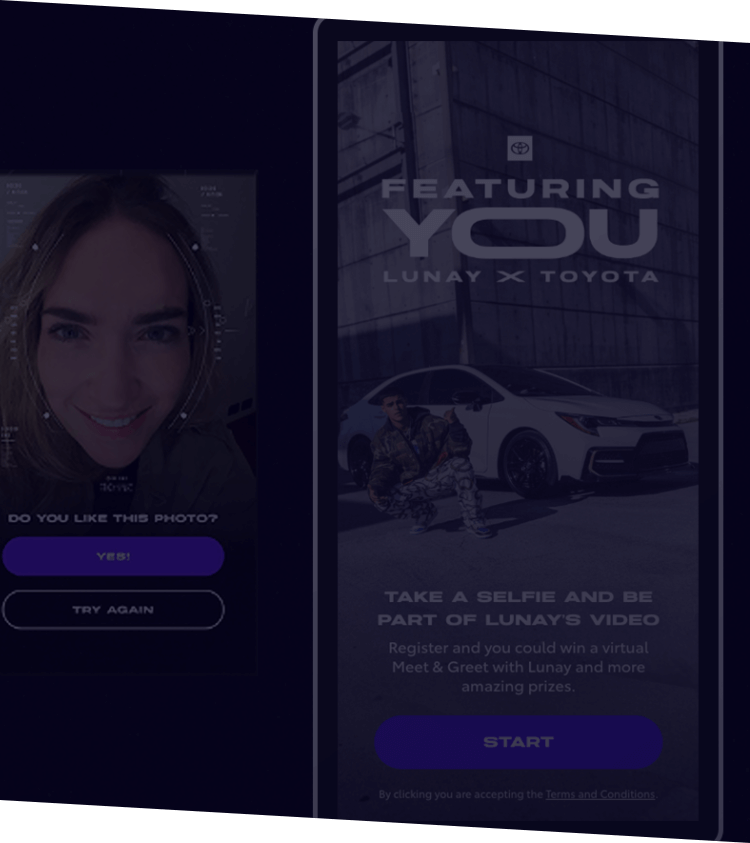 DO YOU LIKE THIS PHOTO?
YES!
TRY AGAIN
FEATURING
YOU
LUNAY X TOYOTA
TAKE A SELFIE AND BE
PART OF LUNAY'S VIDEO
Register and you could win a virtual
Meet & Greet with Lunay and more
amazing prizes.
START
By clicking you are accepting the Terms and Conditions.